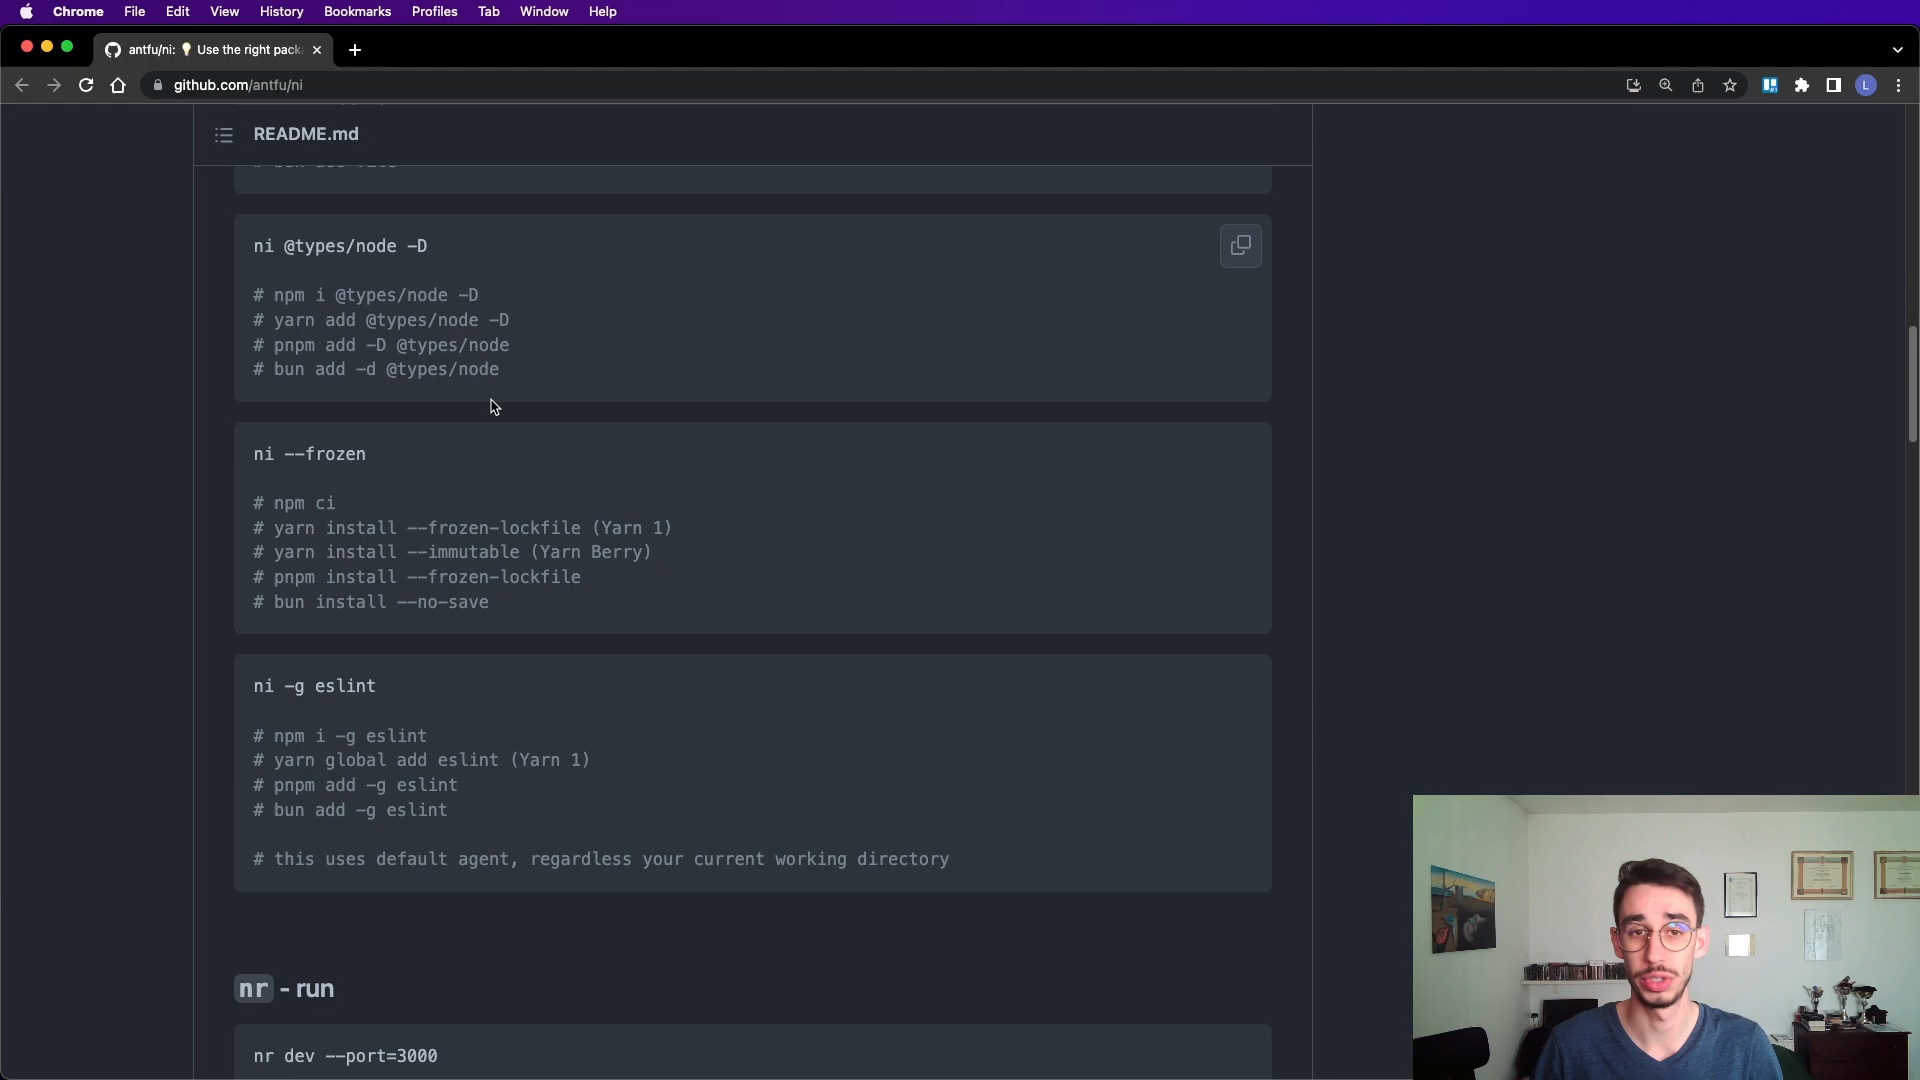 Chrome File Edit View History Bookmarks Profiles Tab Window Help
antfu/ni: 💡 Use the right pack
github.com/antfu/ni
L
README.md
ni @types/node -D
# npm i @types/node -D
# yarn add @types/node -D
# pnpm add -D @types/node
# bun add -d @types/node
ni --frozen
# npm ci
# yarn install --frozen-lockfile (Yarn 1)
# yarn install --immutable (Yarn Berry)
# pnpm install --frozen-lockfile
# bun install --no-save
ni -g eslint
# npm i -g eslint
# yarn global add eslint (Yarn 1)
# pnpm add -g eslint
# bun add -g eslint
# this uses default agent, regardless your current working directory
nr - run
nr dev --port=3000